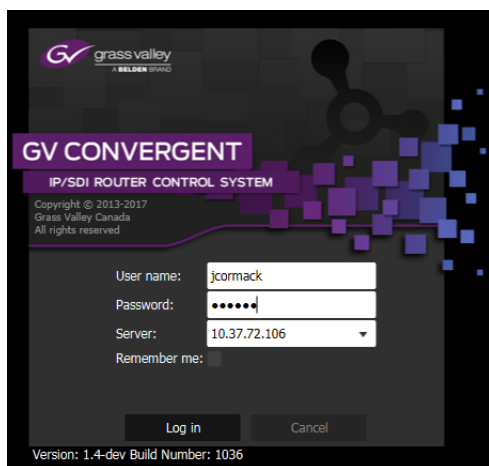 GV grass valley
A BELDEN BRAND
GV CONVERGENT
IP/SDI ROUTER CONTROL SYSTEM
Copyright © 2013-2017
Grass Valley Canada
All rights reserved
User name: jcormack
Password: ••••••
Server: 10.37.72.106
Remember me:
Log in Cancel
Version: 1.4-dev Build Number: 1036